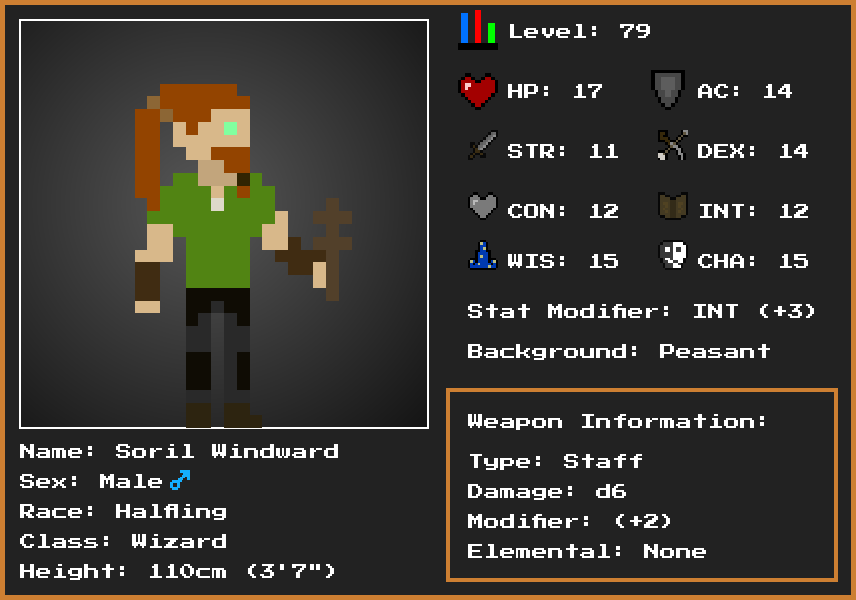 Level: 79
HP: 17
AC: 14
STR: 11
DEX: 14
CON: 12
INT: 12
WIS: 15
CHA: 15
Stat Modifier: INT (+3)
Background: Peasant
Weapon Information:
Type: Staff
Damage: d6
Modifier: (+2)
Elemental: None
Name: Soril Windward
Sex: Male♂
Race: Halfling
Class: Wizard
Height: 110cm (3'7")